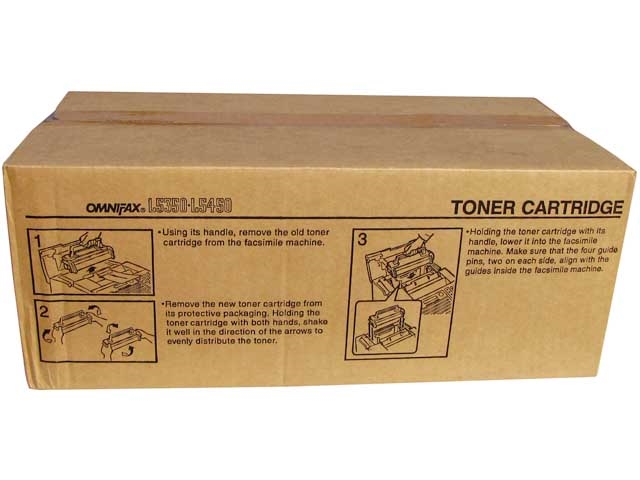 OMNIFAX® L5350·L5450
TONER CARTRIDGE
1
•Using its handle, remove the old toner
cartridge from the facsimile machine.
2
•Remove the new toner cartridge from
its protective packaging. Holding the
toner cartridge with both hands, shake
it well in the direction of the arrows to
evenly distribute the toner.
3
•Holding the toner cartridge with its
handle, lower it into the facsimile
machine. Make sure that the four guide
pins, two on each side, align with the
guides inside the facsimile machine.